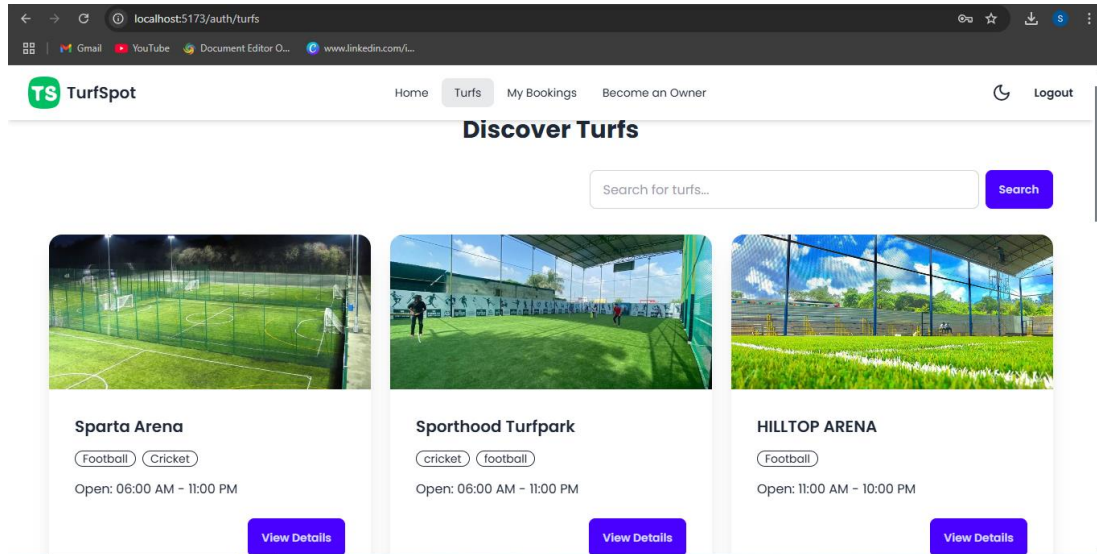 localhost:5173/auth/turfs
S
Gmail YouTube Document Editor O... www.linkedin.com/i...
TS TurfSpot Home Turfs My Bookings Become an Owner Logout
Discover Turfs
Search for turfs... Search
Sparta Arena
Football Cricket
Open: 06:00 AM - 11:00 PM
View Details
Sporthood Turfpark
cricket football
Open: 06:00 AM - 11:00 PM
View Details
HILLTOP ARENA
Football
Open: 11:00 AM - 10:00 PM
View Details